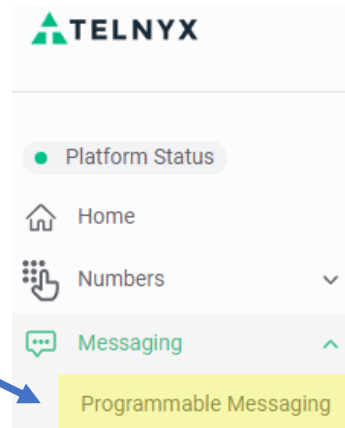 TELNYX
Platform Status
Home
Numbers
Messaging
Programmable Messaging